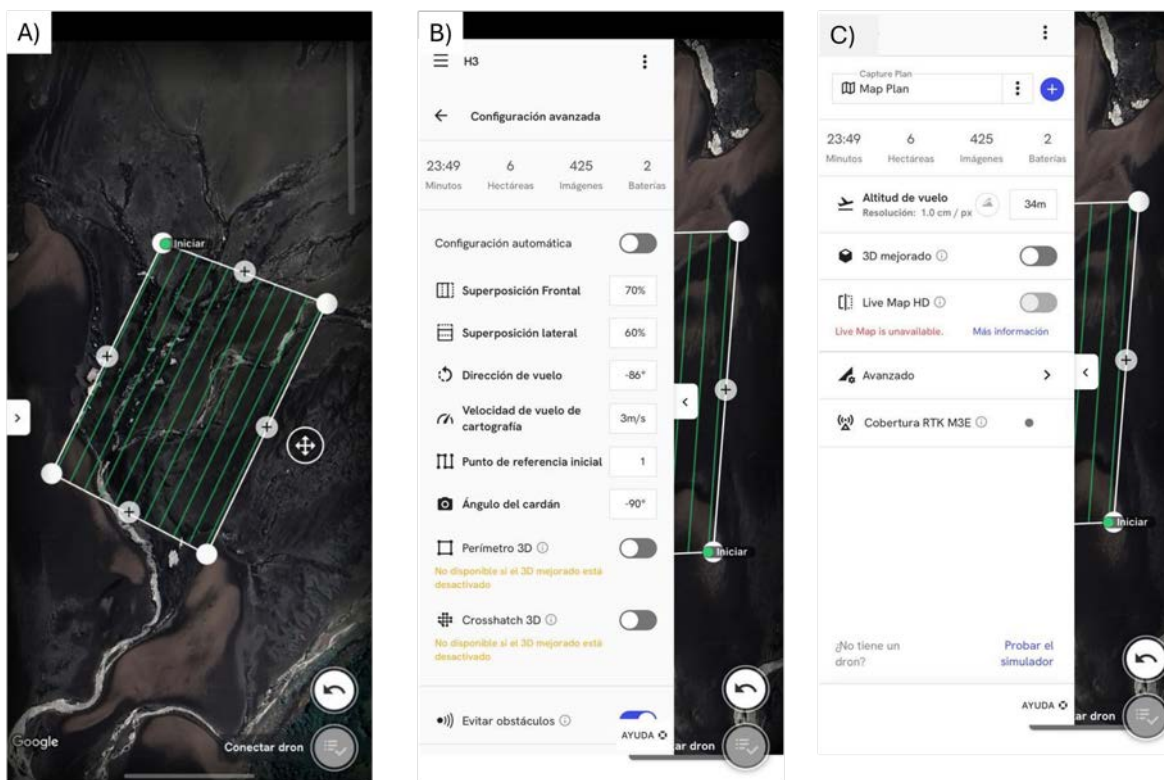 A)
Iniciar
Google
Conectar dron
B)
H3
Configuración avanzada
23:49 6 425 2
Minutos Hectáreas Imágenes Baterías
Configuración automática
Superposición Frontal 70%
Superposición lateral 60%
Dirección de vuelo -86°
Velocidad de vuelo de
cartografía 3m/s
Punto de referencia inicial 1
Ángulo del cardán -90°
Perímetro 3D
No disponible si el 3D mejorado está
desactivado
Crosshatch 3D
No disponible si el 3D mejorado está
desactivado
Evitar obstáculos
AYUDA
Iniciar
ar dron
C)
Capture Plan
Map Plan
23:49 6 425 2
Minutos Hectáreas Imágenes Baterías
Altitud de vuelo
Resolución: 1.0 cm / px 34m
3D mejorado
Live Map HD
Live Map is unavailable. Más información
Avanzado
Cobertura RTK M3E
¿No tiene un
dron?
Probar el
simulador
AYUDA
Iniciar
ar dron